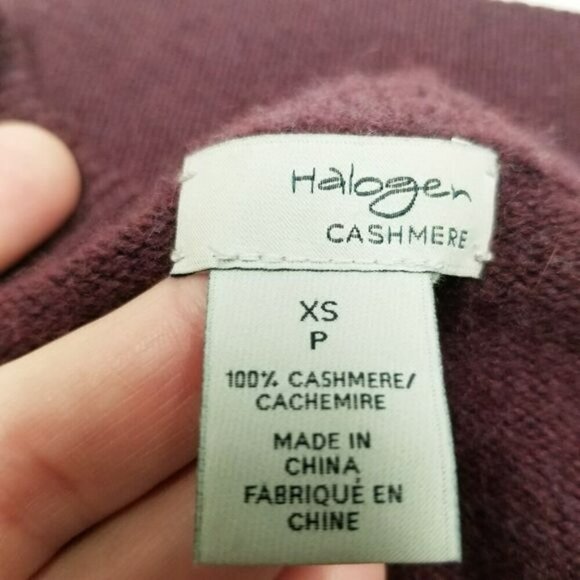 Halogen
CASHMERE
XS
P
100% CASHMERE/
CACHEMIRE
MADE IN
CHINA
FABRIQUÉ EN
CHINE